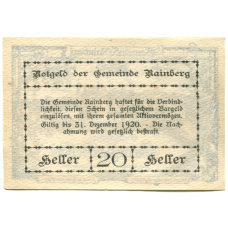 Notgeld der Gemeinde Rainberg
Die Gemeinde Rainberg haftet für die Verbind-
lichkeit, diesen Schein in gesetzlichem Bargeld
einzulösen, mit ihrem gesamten Aktivvermögen.
Giltig bis 31. Dezember 1920. - Die Nach-
ahmung wird gesetzlich bestraft.
Heller 20 Heller